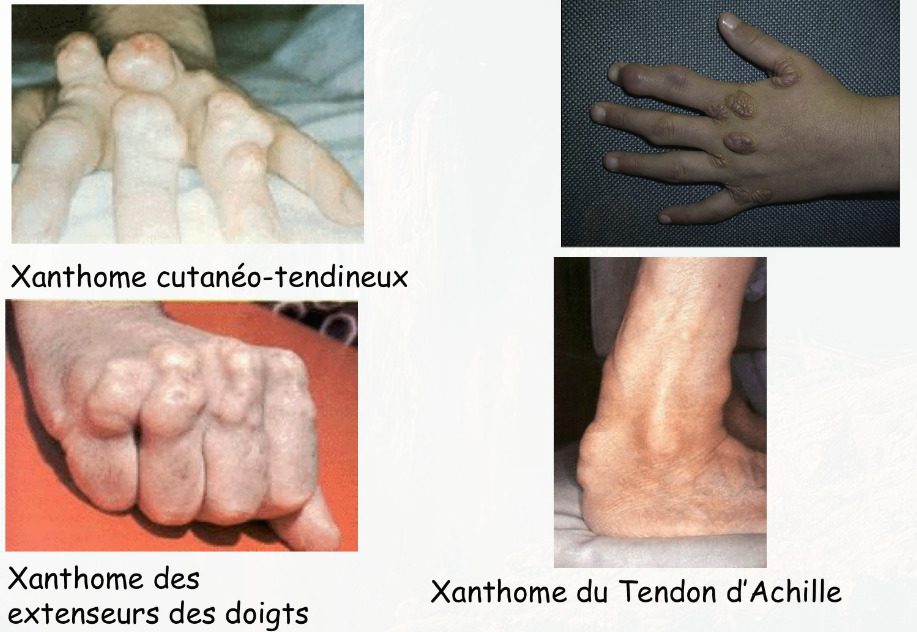 Xanthome cutanéo-tendineux
Xanthome des
extenseurs des doigts
Xanthome du Tendon d'Achille